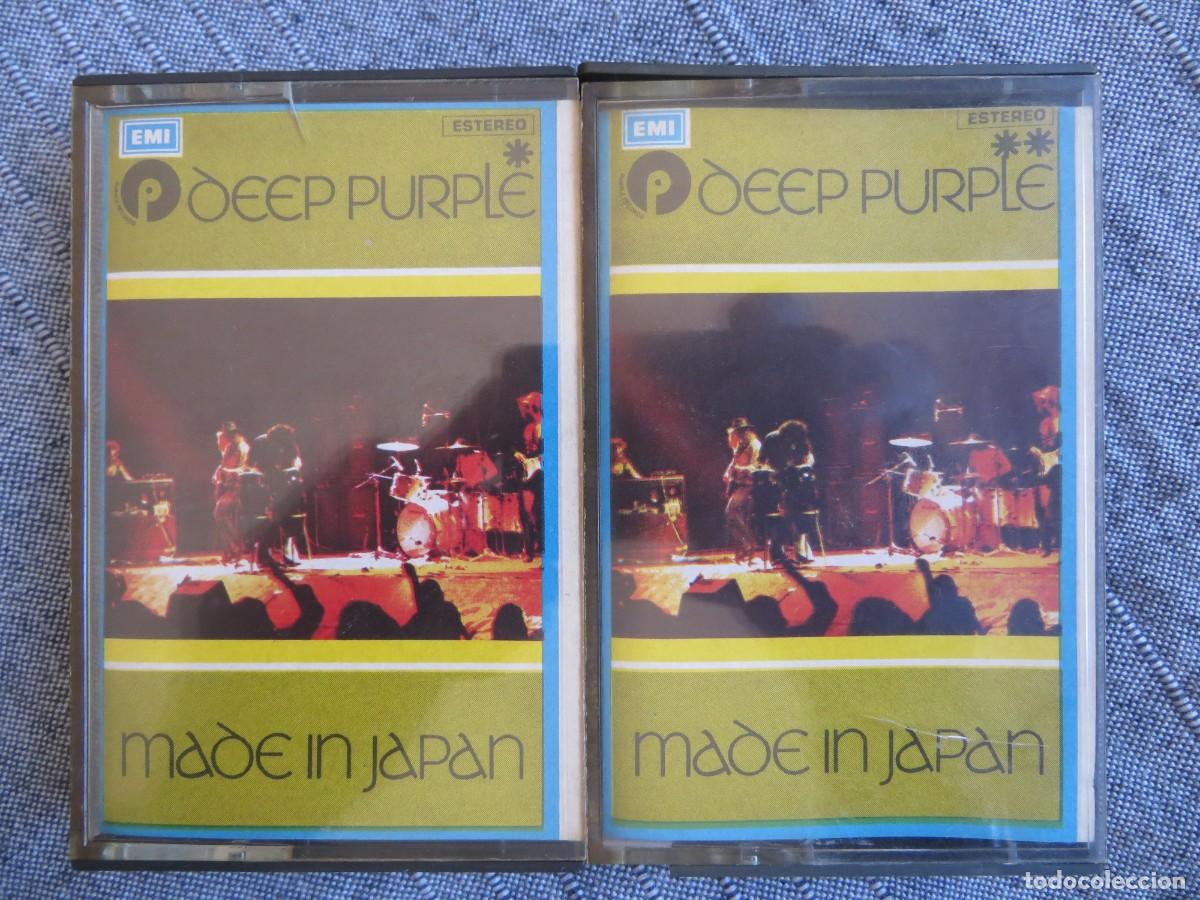 EMI
ESTEREO
*
DEEP PURPLE
MADE IN JAPAN
EMI
ESTEREO
**
DEEP PURPLE
MADE IN JAPAN
todocoleccion